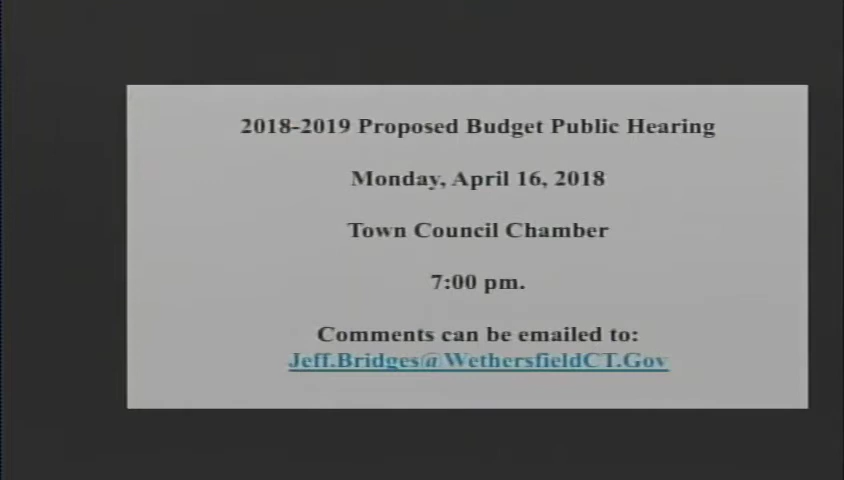 2018-2019 Proposed Budget Public Hearing
Monday, April 16, 2018
Town Council Chamber
7:00 pm.
Comments can be emailed to:
Jeff.Bridges@WethersfieldCT.Gov